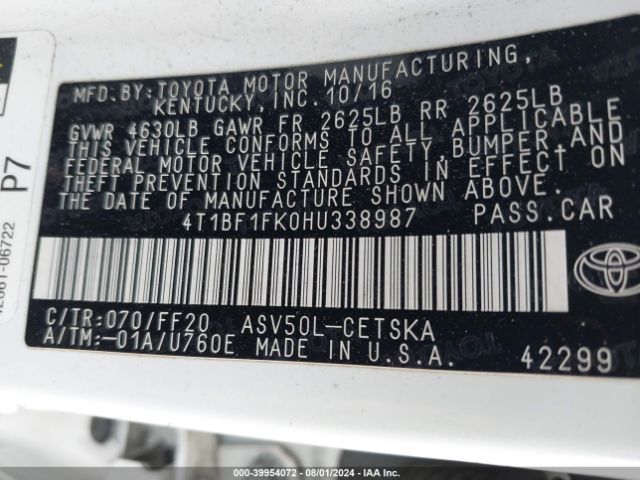 MFD.BY:TOYOTA MOTOR MANUFACTURING,
KENTUCKY,INC.10/16
GVWR 4630LB GAWR FR 2625LB RR 2625LB
THIS VEHICLE CONFORMS TO ALL APPLICABLE
FEDERAL MOTOR VEHICLE SAFETY,BUMPER,AND
THEFT PREVENTION STANDARDS IN EFFECT ON
THE DATE OF MANUFACTURE SHOWN ABOVE.
4T1BF1FK0HU338987 PASS.CAR
C/TR:070/FF20 ASV50L-CETSKA
A/TM:-01A/U760E MADE IN U.S.A. 42299
P7
000-39954072 - 08/01/2024 - IAA Inc.